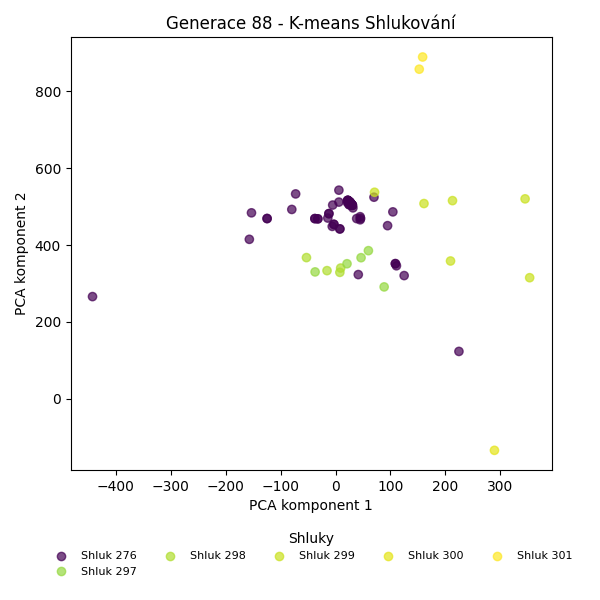 Generace 88 - K-means Shlukování
PCA komponent 2
800
600
400
200
0
−400 −300 −200 −100 0 100 200 300
PCA komponent 1
Shluky
Shluk 276 Shluk 298 Shluk 299 Shluk 300 Shluk 301
Shluk 297